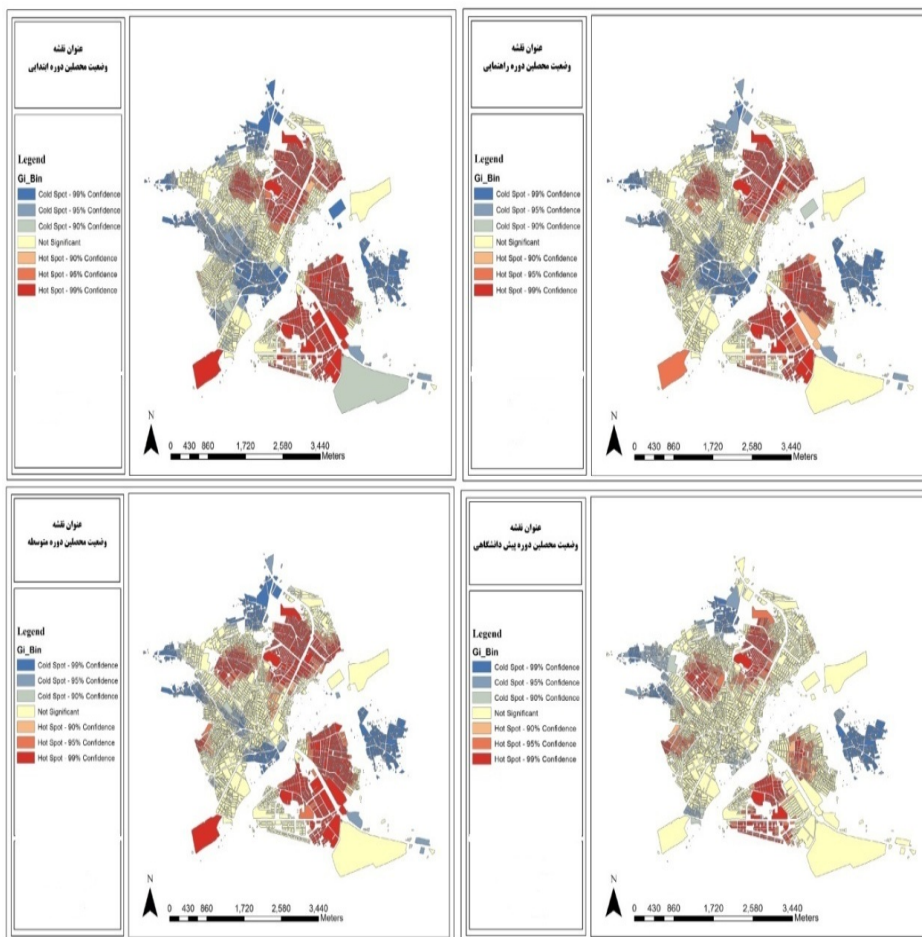 عنوان نقشه
وضعیت محصلین دوره ابتدایی
Legend
Gi_Bin
Cold Spot - 99% Confidence
Cold Spot - 95% Confidence
Cold Spot - 90% Confidence
Not Significant
Hot Spot - 90% Confidence
Hot Spot - 95% Confidence
Hot Spot - 99% Confidence
N
0 430 860 1,720 2,580 3,440
Meters
عنوان نقشه
وضعیت محصلین دوره راهنمایی
Legend
Gi_Bin
Cold Spot - 99% Confidence
Cold Spot - 95% Confidence
Cold Spot - 90% Confidence
Not Significant
Hot Spot - 90% Confidence
Hot Spot - 95% Confidence
Hot Spot - 99% Confidence
N
0 430 860 1,720 2,580 3,440
Meters
عنوان نقشه
وضعیت محصلین دوره متوسطه
Legend
Gi_Bin
Cold Spot - 99% Confidence
Cold Spot - 95% Confidence
Cold Spot - 90% Confidence
Not Significant
Hot Spot - 90% Confidence
Hot Spot - 95% Confidence
Hot Spot - 99% Confidence
N
0 430 860 1,720 2,580 3,440
Meters
عنوان نقشه
وضعیت محصلین دوره پیش دانشگاهی
Legend
Gi_Bin
Cold Spot - 99% Confidence
Cold Spot - 95% Confidence
Cold Spot - 90% Confidence
Not Significant
Hot Spot - 90% Confidence
Hot Spot - 95% Confidence
Hot Spot - 99% Confidence
N
0 430 860 1,720 2,580 3,440
Meters